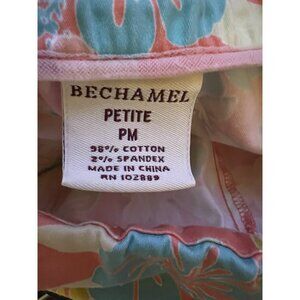 BECHAMEL
PETITE
PM
98% COTTON
2% SPANDEX
MADE IN CHINA
RN 102889